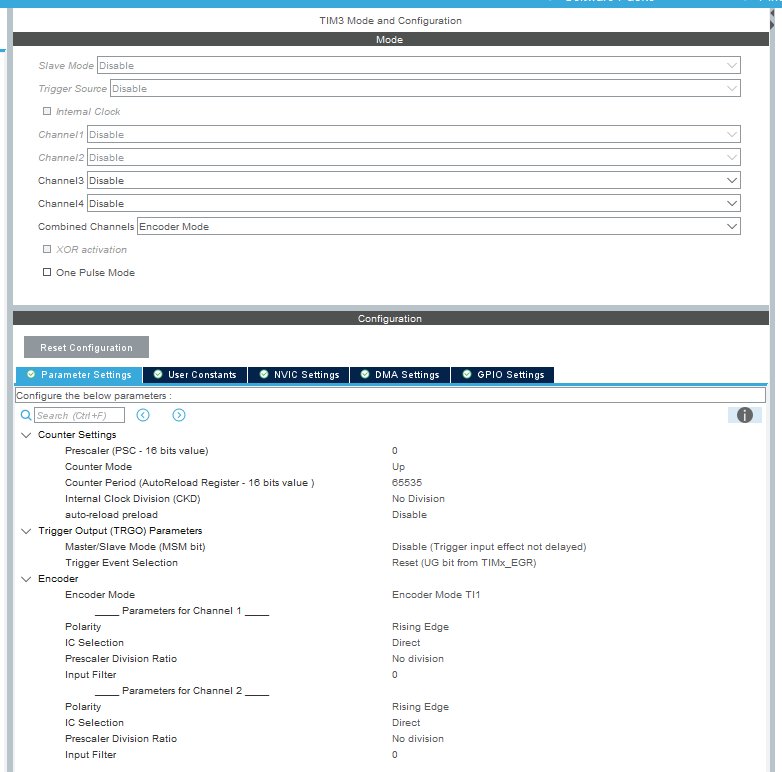 TIM3 Mode and Configuration
Mode
Slave Mode Disable
Trigger Source Disable
Internal Clock
Channel1 Disable
Channel2 Disable
Channel3 Disable
Channel4 Disable
Combined Channels Encoder Mode
XOR activation
One Pulse Mode
Configuration
Reset Configuration
Parameter Settings User Constants NVIC Settings DMA Settings GPIO Settings
Configure the below parameters :
Search (Ctrl+F)
Counter Settings
Prescaler (PSC - 16 bits value) 0
Counter Mode Up
Counter Period (AutoReload Register - 16 bits value ) 65535
Internal Clock Division (CKD) No Division
auto-reload preload Disable
Trigger Output (TRGO) Parameters
Master/Slave Mode (MSM bit) Disable (Trigger input effect not delayed)
Trigger Event Selection Reset (UG bit from TIMx_EGR)
Encoder
Encoder Mode Encoder Mode TI1
____ Parameters for Channel 1 ____
Polarity Rising Edge
IC Selection Direct
Prescaler Division Ratio No division
Input Filter 0
____ Parameters for Channel 2 ____
Polarity Rising Edge
IC Selection Direct
Prescaler Division Ratio No division
Input Filter 0